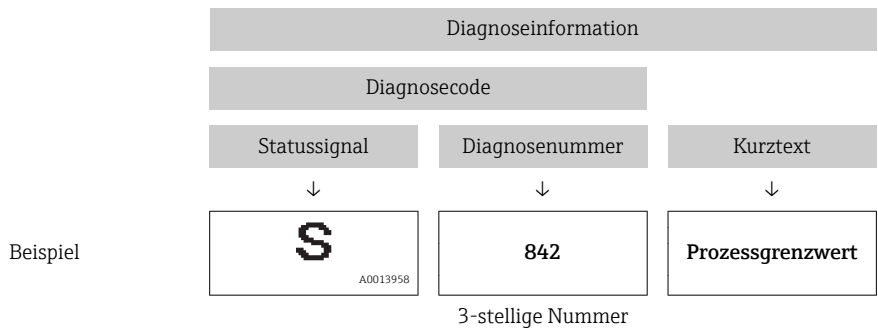 Diagnoseinformation
Diagnosecode
Statussignal Diagnosenummer Kurztext
↓ ↓ ↓
Beispiel S 842 Prozessgrenzwert
A0013958
3-stellige Nummer